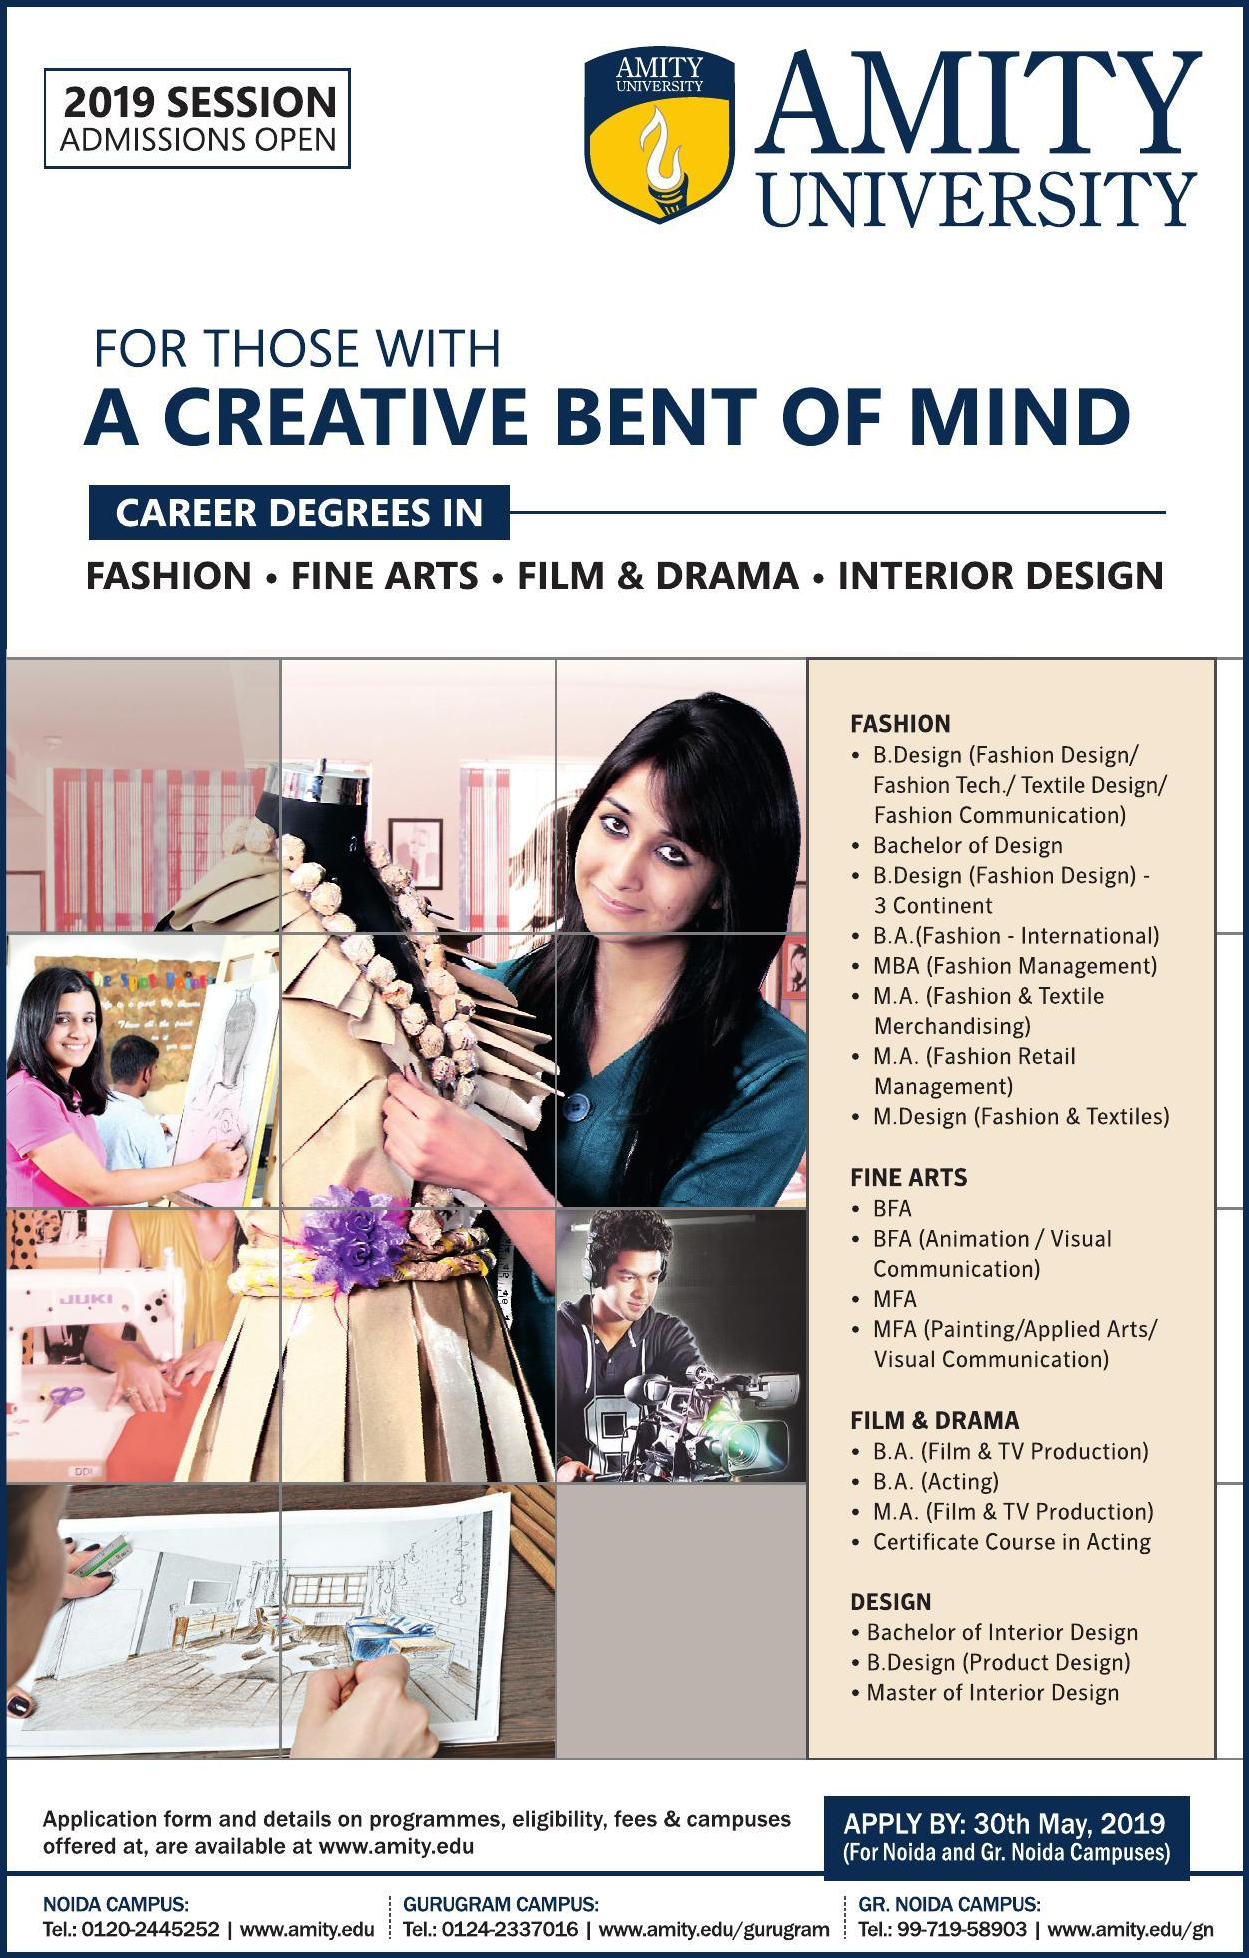 2019 SESSION
ADMISSIONS OPEN
AMITY
UNIVERSITY
AMITY
UNIVERSITY
FOR THOSE WITH
A CREATIVE BENT OF MIND
CAREER DEGREES IN
FASHION • FINE ARTS • FILM & DRAMA • INTERIOR DESIGN
FASHION
• B.Design (Fashion Design/
Fashion Tech./ Textile Design/
Fashion Communication)
• Bachelor of Design
• B.Design (Fashion Design) -
3 Continent
• B.A.(Fashion - International)
• MBA (Fashion Management)
• M.A. (Fashion & Textile
Merchandising)
• M.A. (Fashion Retail
Management)
• M.Design (Fashion & Textiles)
FINE ARTS
• BFA
• BFA (Animation / Visual
Communication)
• MFA
• MFA (Painting/Applied Arts/
Visual Communication)
FILM & DRAMA
• B.A. (Film & TV Production)
• B.A. (Acting)
• M.A. (Film & TV Production)
• Certificate Course in Acting
DESIGN
• Bachelor of Interior Design
• B.Design (Product Design)
• Master of Interior Design
JUKI
DDL
Application form and details on programmes, eligibility, fees & campuses
offered at, are available at www.amity.edu
APPLY BY: 30th May, 2019
(For Noida and Gr. Noida Campuses)
NOIDA CAMPUS:
Tel.: 0120-2445252 | www.amity.edu
GURUGRAM CAMPUS:
Tel.: 0124-2337016 | www.amity.edu/gurugram
GR. NOIDA CAMPUS:
Tel.: 99-719-58903 | www.amity.edu/gn